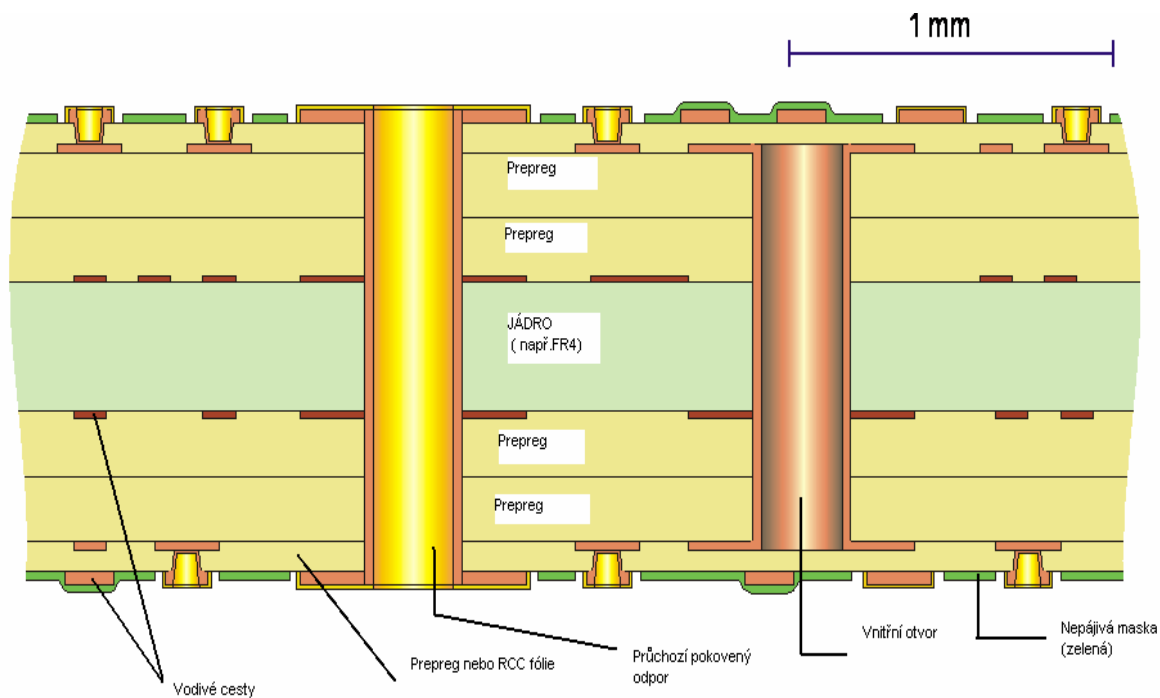 1 mm
Prepreg
Prepreg
JÁDRO
( např.FR4)
Prepreg
Prepreg
Vodivé cesty
Prepreg nebo RCC fólie
Průchozí pokovený
odpor
Vnitřní otvor
Nepájivá maska
(zelená)